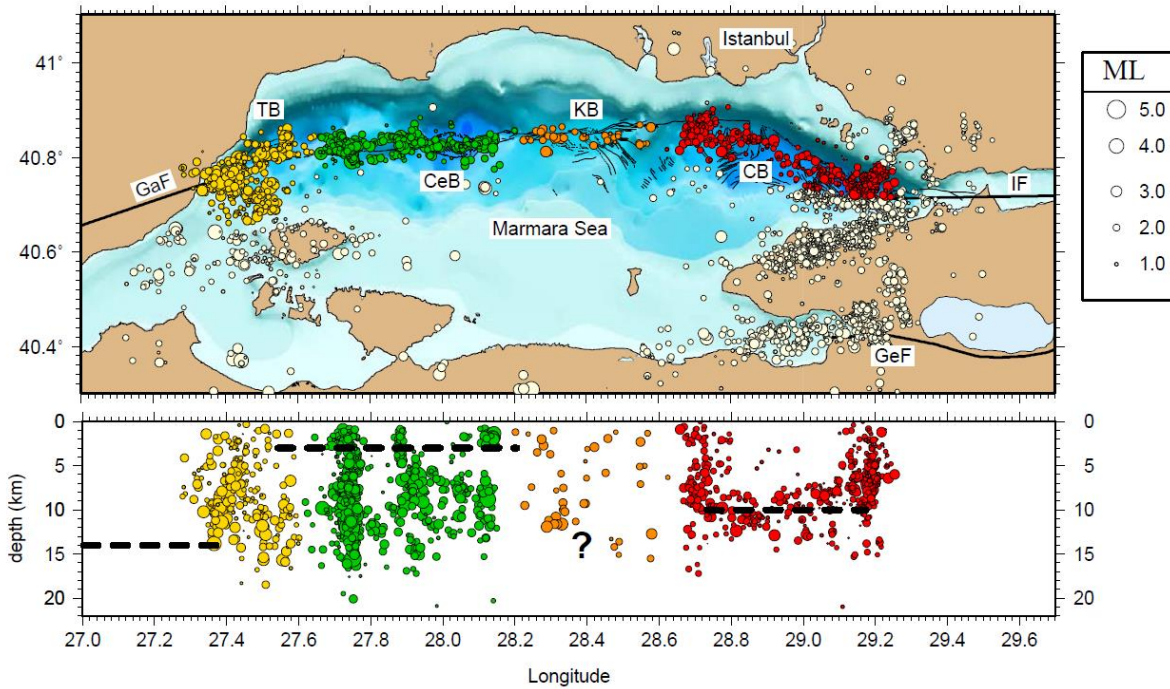 41°
40.8°
40.6°
40.4°
Istanbul
TB
KB
GaF
CeB
CB
IF
Marmara Sea
GeF
ML
5.0
4.0
3.0
2.0
1.0
0
5
10
15
20
depth (km)
?
0
5
10
15
20
27.0 27.2 27.4 27.6 27.8 28.0 28.2 28.4 28.6 28.8 29.0 29.2 29.4 29.6
Longitude